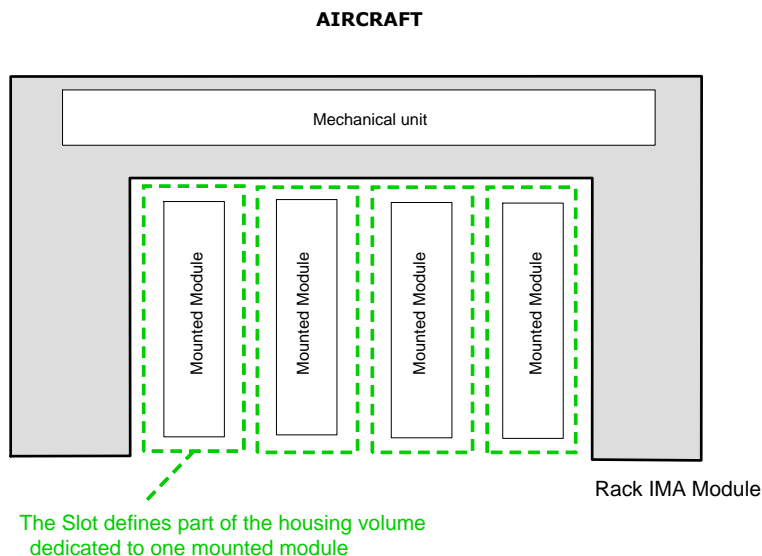 AIRCRAFT
Mechanical unit
Mounted Module
Mounted Module
Mounted Module
Mounted Module
Rack IMA Module
The Slot defines part of the housing volume
dedicated to one mounted module